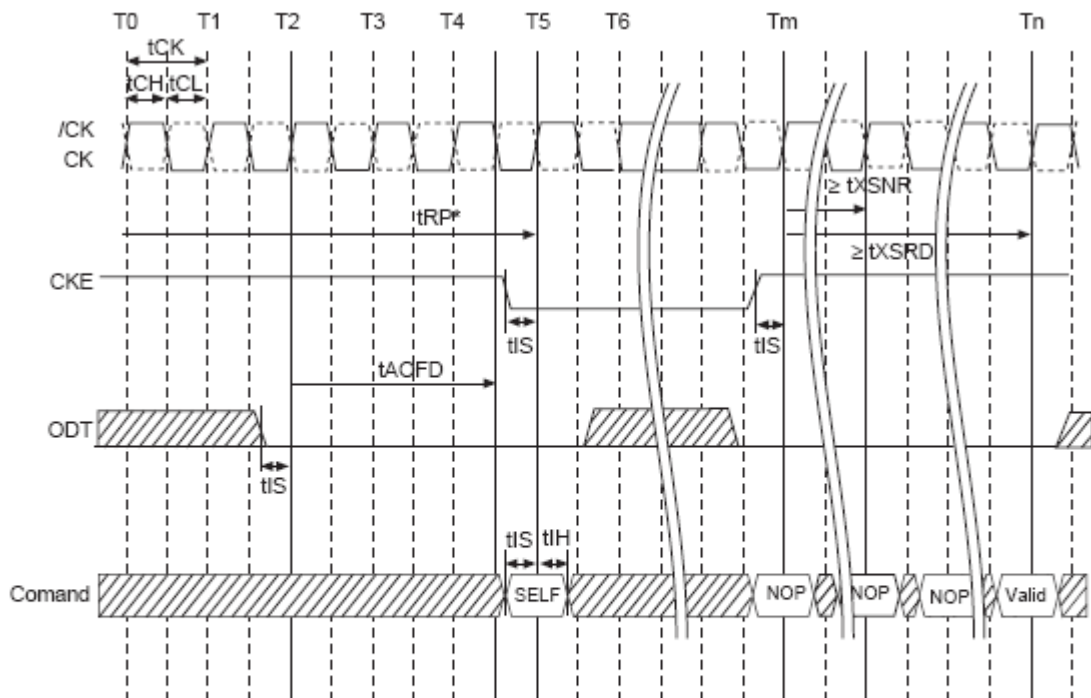 T0 T1 T2 T3 T4 T5 T6 Tm Tn
tCK
tCH tCL
/CK
CK
≥ tXSNR
tRP*
≥ tXSRD
CKE
tIS tIS
tACFD
ODT
tIS
tIS tIH
Comand SELF NOP NOP NOP Valid